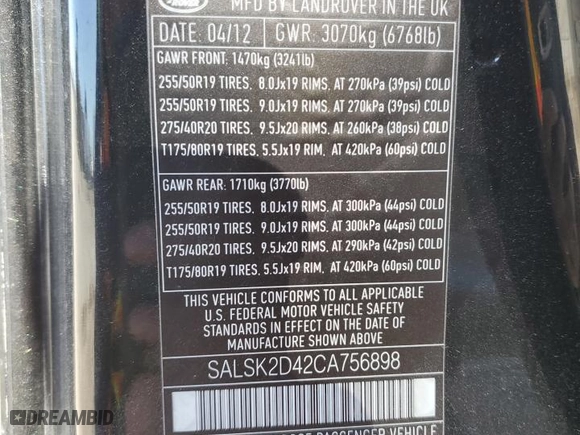 MFD BY LANDROVER IN THE UK
DATE: 04/12 GWR: 3070kg (6768lb)
GAWR FRONT: 1470kg (3241lb)
255/50R19 TIRES, 8.0Jx19 RIMS, AT 270kPa (39psi) COLD
255/50R19 TIRES, 9.0Jx19 RIMS, AT 270kPa (39psi) COLD
275/40R20 TIRES, 9.5Jx20 RIMS, AT 260kPa (38psi) COLD
T175/80R19 TIRES, 5.5Jx19 RIM, AT 420kPa (60psi) COLD
GAWR REAR: 1710kg (3770lb)
255/50R19 TIRES, 8.0Jx19 RIMS, AT 300kPa (44psi) COLD
255/50R19 TIRES, 9.0Jx19 RIMS, AT 300kPa (44psi) COLD
275/40R20 TIRES, 9.5Jx20 RIMS, AT 290kPa (42psi) COLD
T175/80R19 TIRES, 5.5Jx19 RIM, AT 420kPa (60psi) COLD
THIS VEHICLE CONFORMS TO ALL APPLICABLE
U.S. FEDERAL MOTOR VEHICLE SAFETY
STANDARDS IN EFFECT ON THE DATE OF
MANUFACTURE SHOWN ABOVE
SALSK2D42CA756898
PASSENGER VEHICLE
DREAMBID